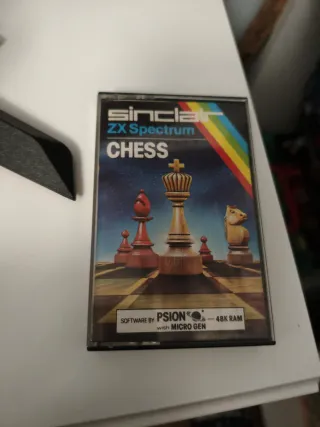 sinclair
ZX Spectrum
CHESS
SOFTWARE BY PSION
with MICRO GEN
48K RAM